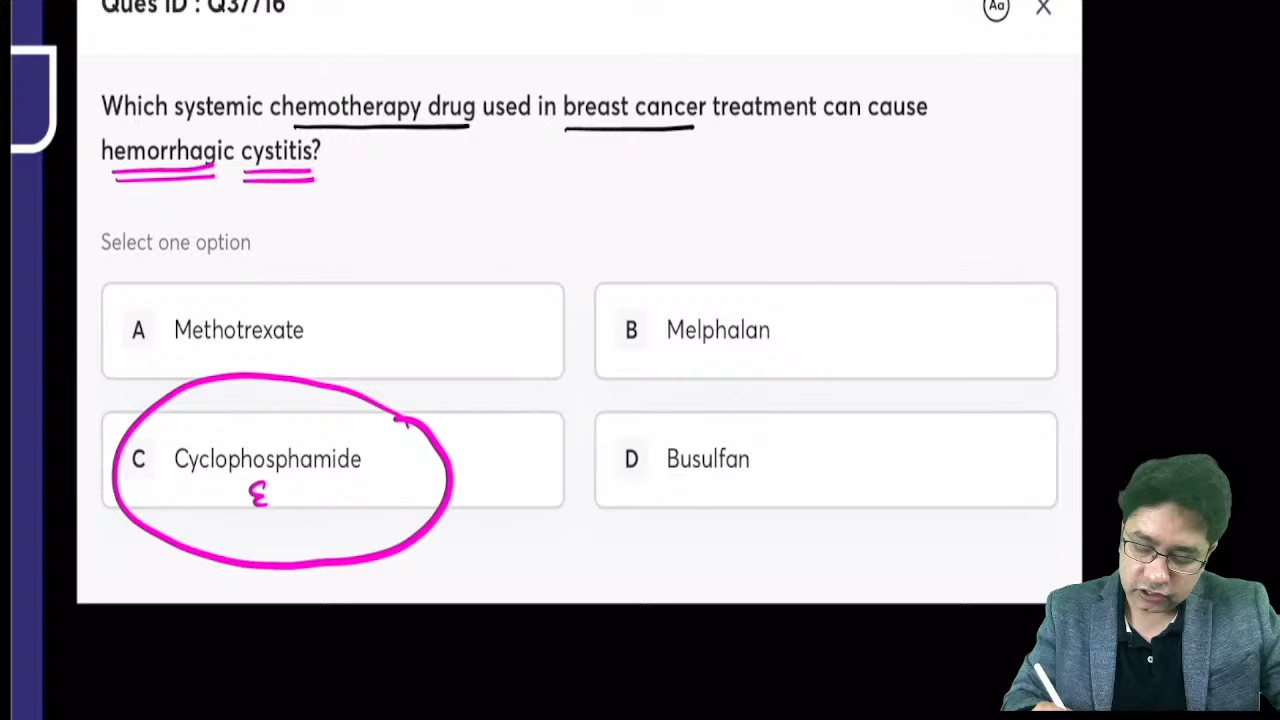 Ques ID : Q37716
Aa
Which systemic chemotherapy drug used in breast cancer treatment can cause
hemorrhagic cystitis?
Select one option
A Methotrexate
B Melphalan
C Cyclophosphamide
D Busulfan